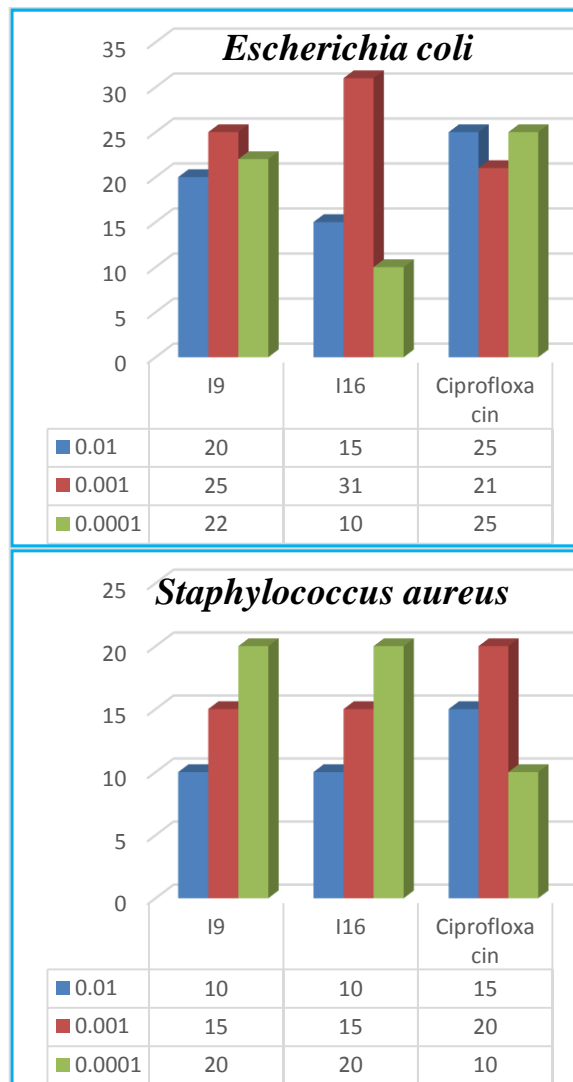 Escherichia coli
35
30
25
20
15
10
5
0
I9 I16 Ciprofloxa
cin
0.01 20 15 25
0.001 25 31 21
0.0001 22 10 25
Staphylococcus aureus
25
20
15
10
5
0
I9 I16 Ciprofloxa
cin
0.01 10 10 15
0.001 15 15 20
0.0001 20 20 10